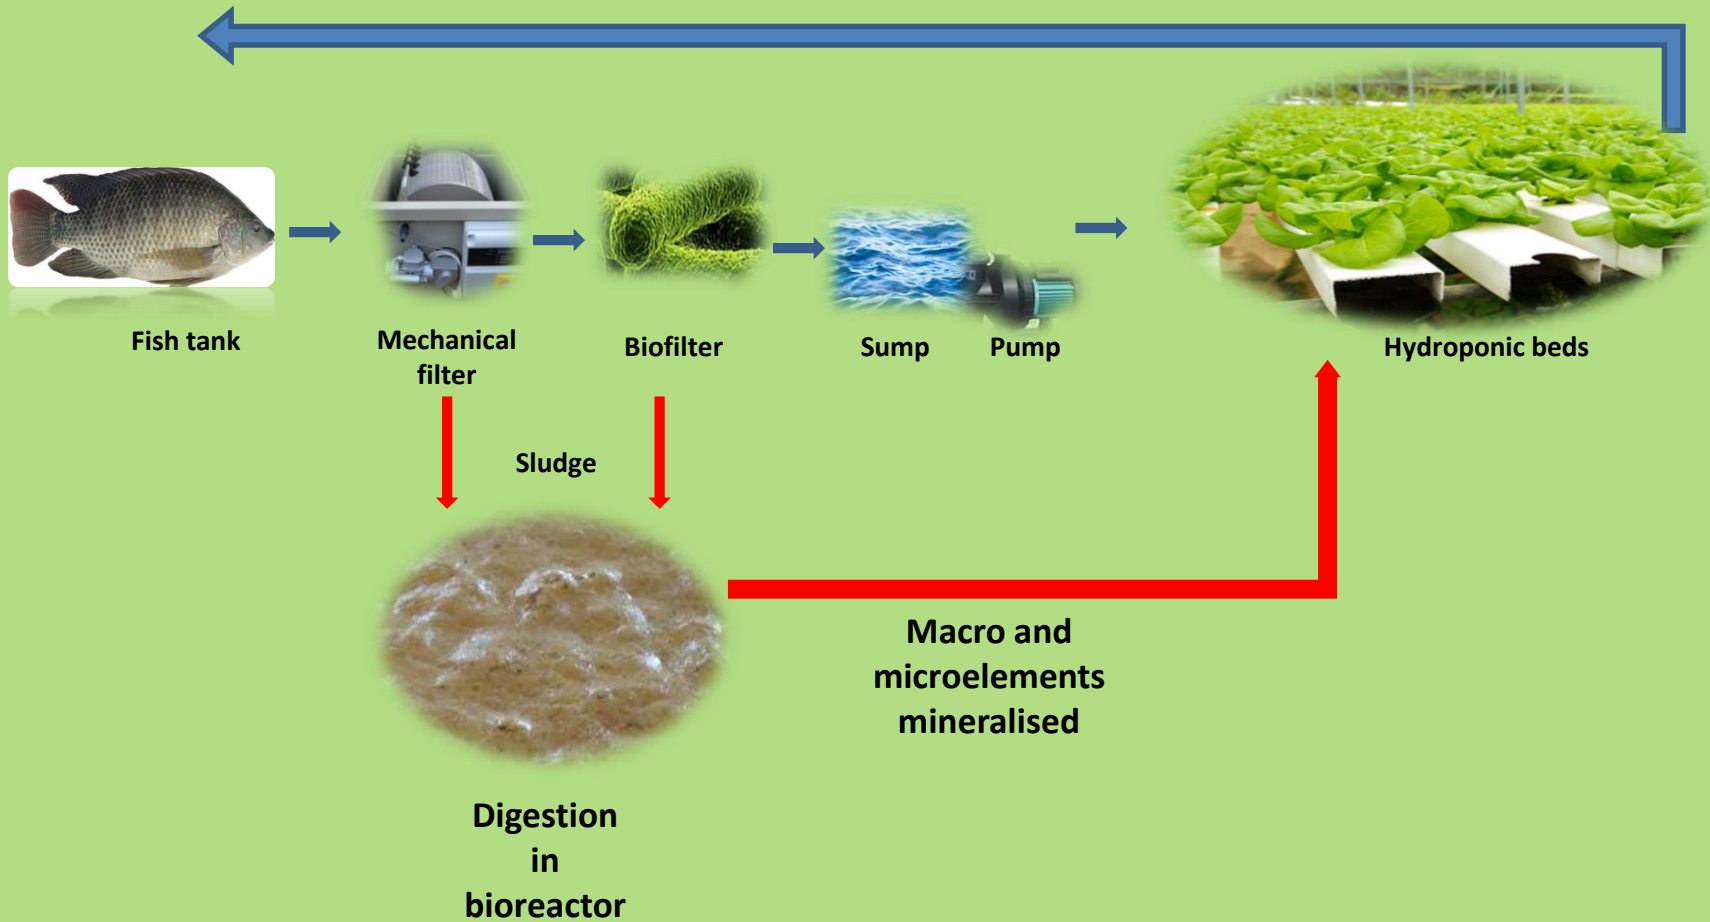 Fish tank
Mechanical
filter
Biofilter
Sump
Pump
Hydroponic beds
Sludge
Macro and
microelements
mineralised
Digestion
in
bioreactor